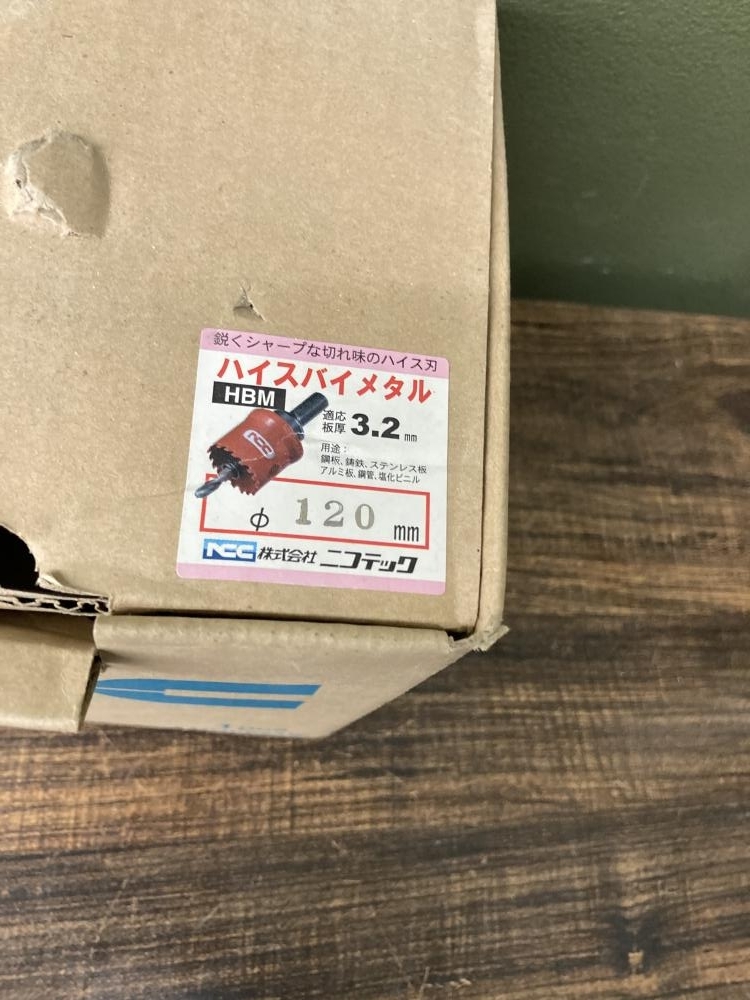 鋭くシャープな切れ味のハイス刃
ハイスバイメタル
HBM
適応
板厚 3.2 mm
用途：
鋼板、鋳鉄、ステンレス板
アルミ板、鋼管、塩化ビニル
NCC
φ 120 mm
NCC 株式会社 ニコテック